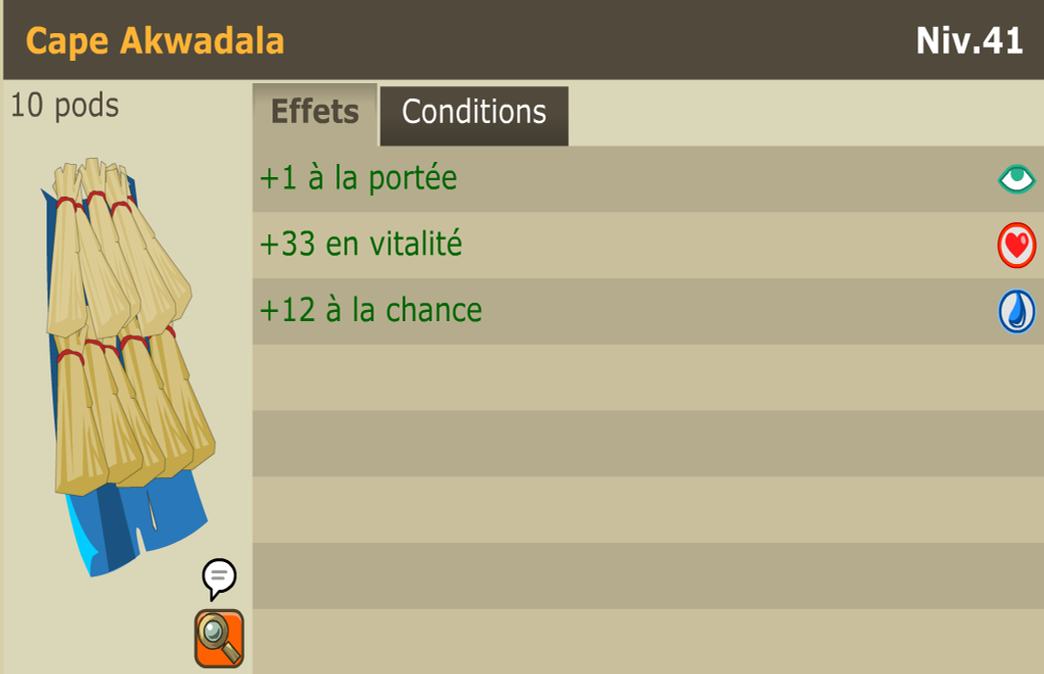 Cape Akwadala
Niv.41
10 pods
Effets
Conditions
+1 à la portée
+33 en vitalité
+12 à la chance